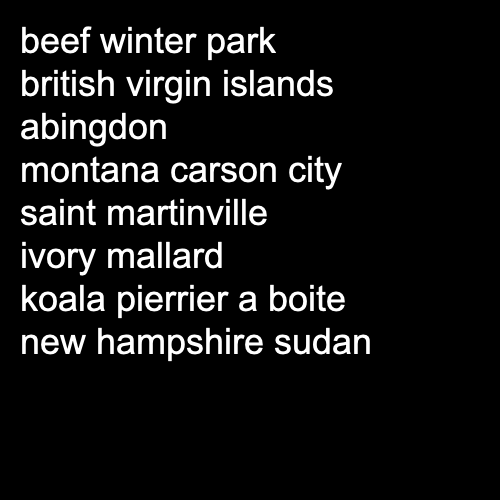 beef winter park
british virgin islands
abingdon
montana carson city
saint martinville
ivory mallard
koala pierrier a boite
new hampshire sudan